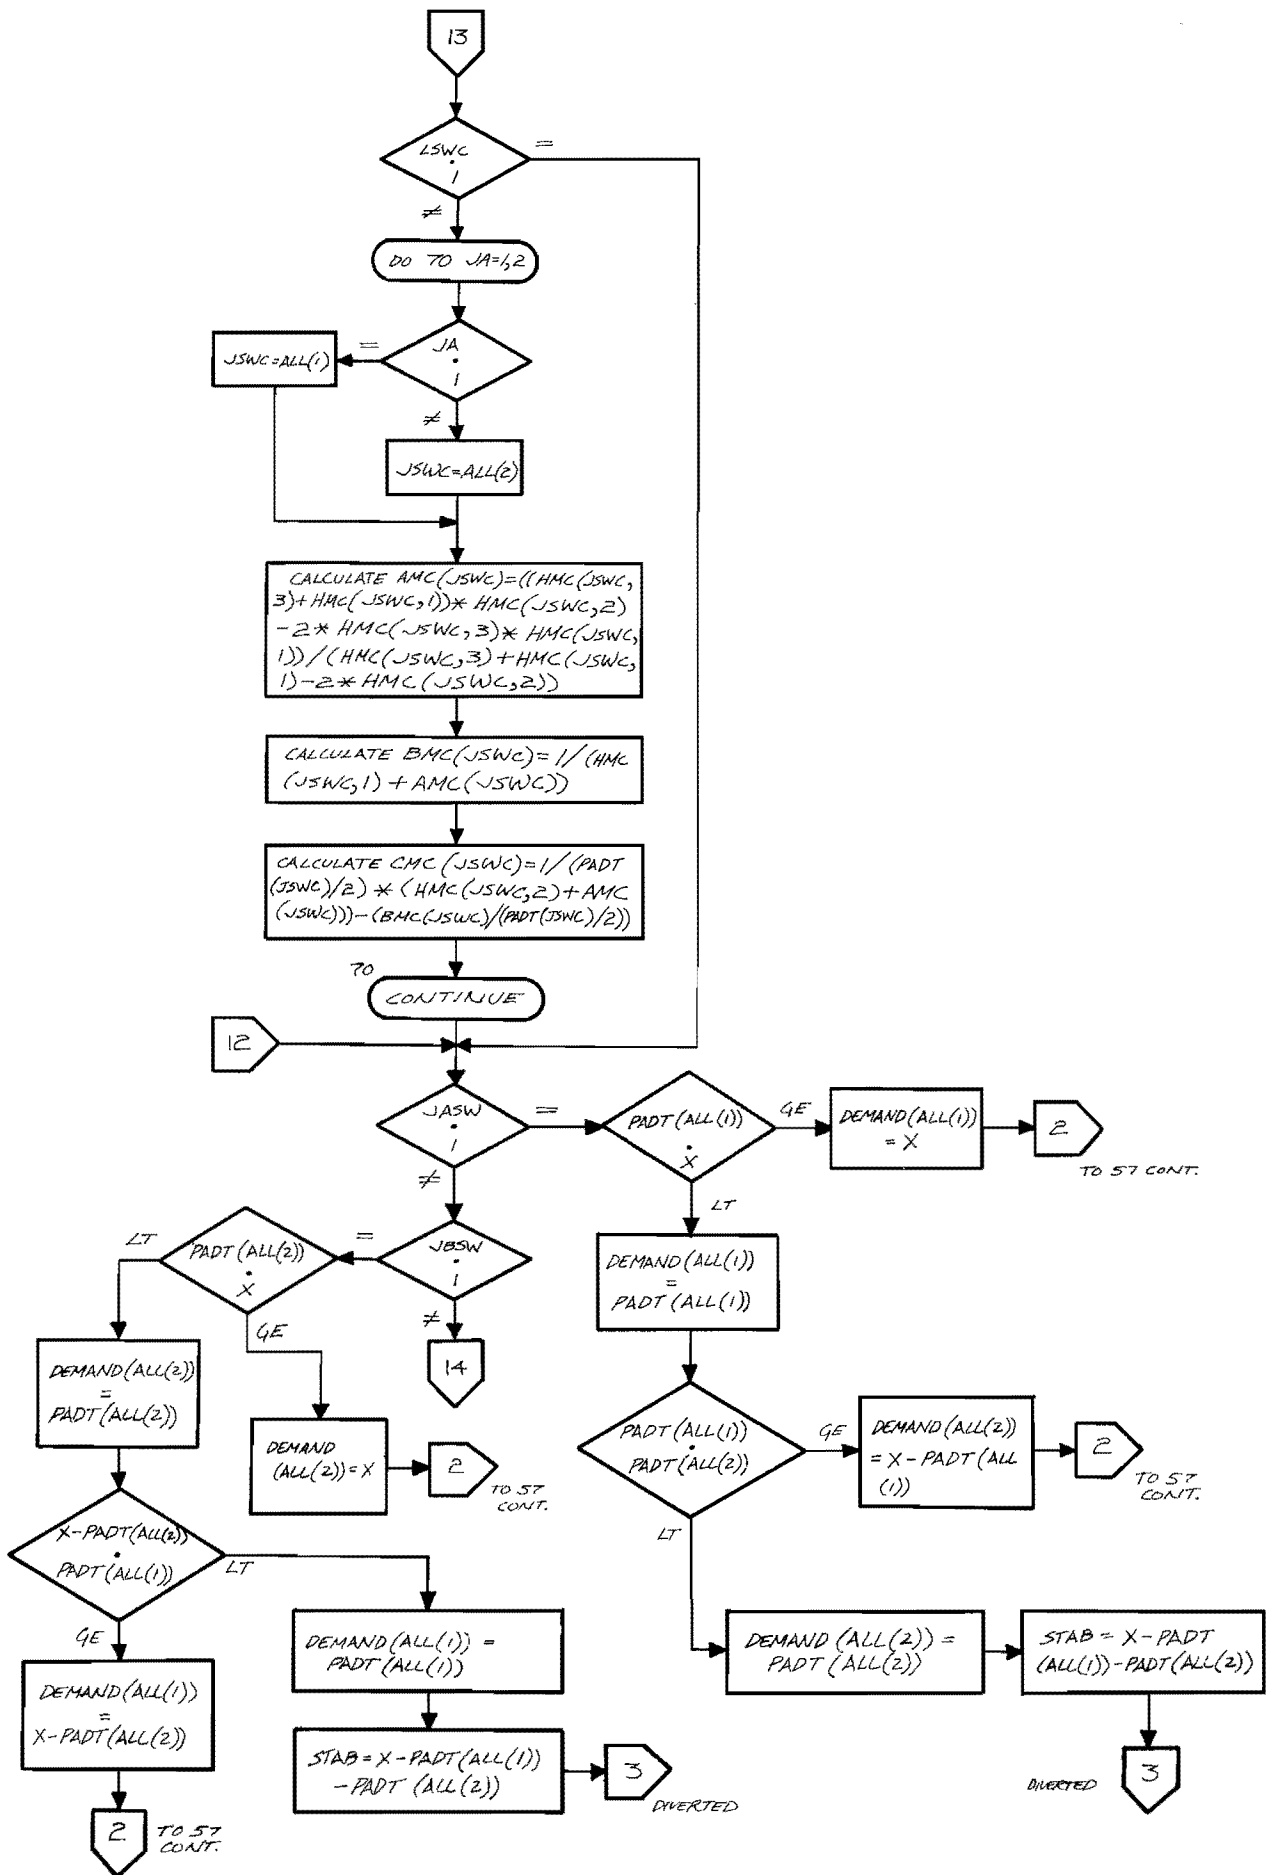 13
LSWC
.
1
=
≠
DO 70 JA=1,2
JSWC=ALL(1)
=
JA
.
1
≠
JSWC=ALL(2)
CALCULATE AMC(JSWC)=((HMC(JSWC,
3)+HMC(JSWC,1))* HMC(JSWC,2)
-2* HMC(JSWC,3)* HMC(JSWC,
1))/(HMC(JSWC,3)+HMC(JSWC,
1)-2*HMC(JSWC,2))
CALCULATE BMC(JSWC)=1/(HMC
(JSWC,1)+AMC(JSWC))
CALCULATE CMC(JSWC)=1/(PADT
(JSWC)/2)*(HMC(JSWC,2)+AMC
(JSWC)))-(BMC(JSWC)/(PADT(JSWC)/2))
70
CONTINUE
12
JASW
.
1
=
≠
PADT(ALL(1))
.
X
GE
LT
DEMAND(ALL(1))
= X
2
TO 57 CONT.
JBSW
.
1
=
≠
14
PADT(ALL(2))
.
X
LT
GE
DEMAND(ALL(1))
=
PADT(ALL(1))
DEMAND(ALL(2))
=
PADT(ALL(2))
DEMAND
(ALL(2))=X
2
TO 57
CONT.
PADT(ALL(1))
.
PADT(ALL(2))
GE
LT
DEMAND(ALL(2))
= X-PADT(ALL
(1))
2
TO 57
CONT.
X-PADT(ALL(2))
.
PADT(ALL(1))
LT
GE
DEMAND(ALL(1)) =
PADT(ALL(1))
DEMAND(ALL(2))=
PADT(ALL(2))
STAB = X-PADT
(ALL(1))-PADT(ALL(2))
DEMAND(ALL(1))
=
X-PADT(ALL(2))
STAB = X-PADT(ALL(1))
-PADT (ALL(2))
3
DIVERTED
DIVERTED
3
2
TO 57
CONT.